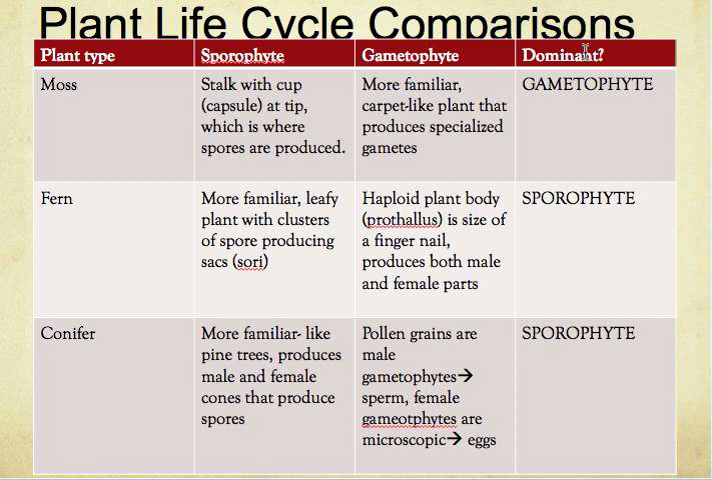 Plant Life Cycle Comparisons
Plant type
Sporophyte
Gametophyte
Dominant?
Moss
Stalk with cup
(capsule) at tip,
which is where
spores are produced.
More familiar,
carpet-like plant that
produces specialized
gametes
GAMETOPHYTE
Fern
More familiar, leafy
plant with clusters
of spore producing
sacs (sori)
Haploid plant body
(prothallus) is size of
a finger nail,
produces both male
and female parts
SPOROPHYTE
Conifer
More familiar- like
pine trees, produces
male and female
cones that produce
spores
Pollen grains are
male
gametophytes→
sperm, female
gameotphytes are
microscopic→ eggs
SPOROPHYTE